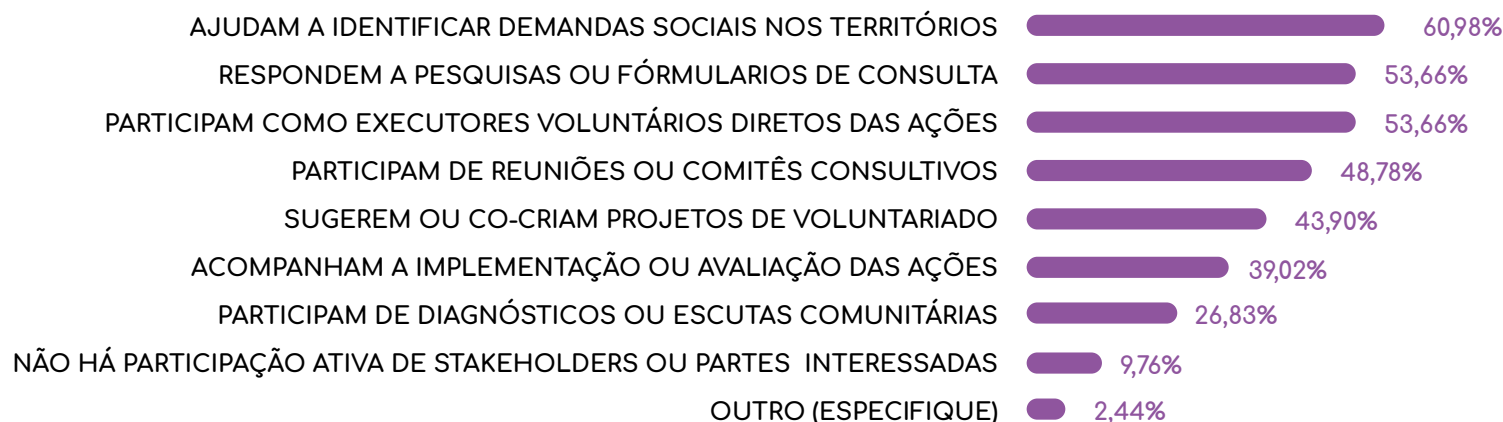 AJUDAM A IDENTIFICAR DEMANDAS SOCIAIS NOS TERRITÓRIOS 60,98%
RESPONDEM A PESQUISAS OU FÓRMULARIOS DE CONSULTA 53,66%
PARTICIPAM COMO EXECUTORES VOLUNTÁRIOS DIRETOS DAS AÇÕES 53,66%
PARTICIPAM DE REUNIÕES OU COMITÊS CONSULTIVOS 48,78%
SUGEREM OU CO-CRIAM PROJETOS DE VOLUNTARIADO 43,90%
ACOMPANHAM A IMPLEMENTAÇÃO OU AVALIAÇÃO DAS AÇÕES 39,02%
PARTICIPAM DE DIAGNÓSTICOS OU ESCUTAS COMUNITÁRIAS 26,83%
NÃO HÁ PARTICIPAÇÃO ATIVA DE STAKEHOLDERS OU PARTES INTERESSADAS 9,76%
OUTRO (ESPECIFIQUE) 2,44%